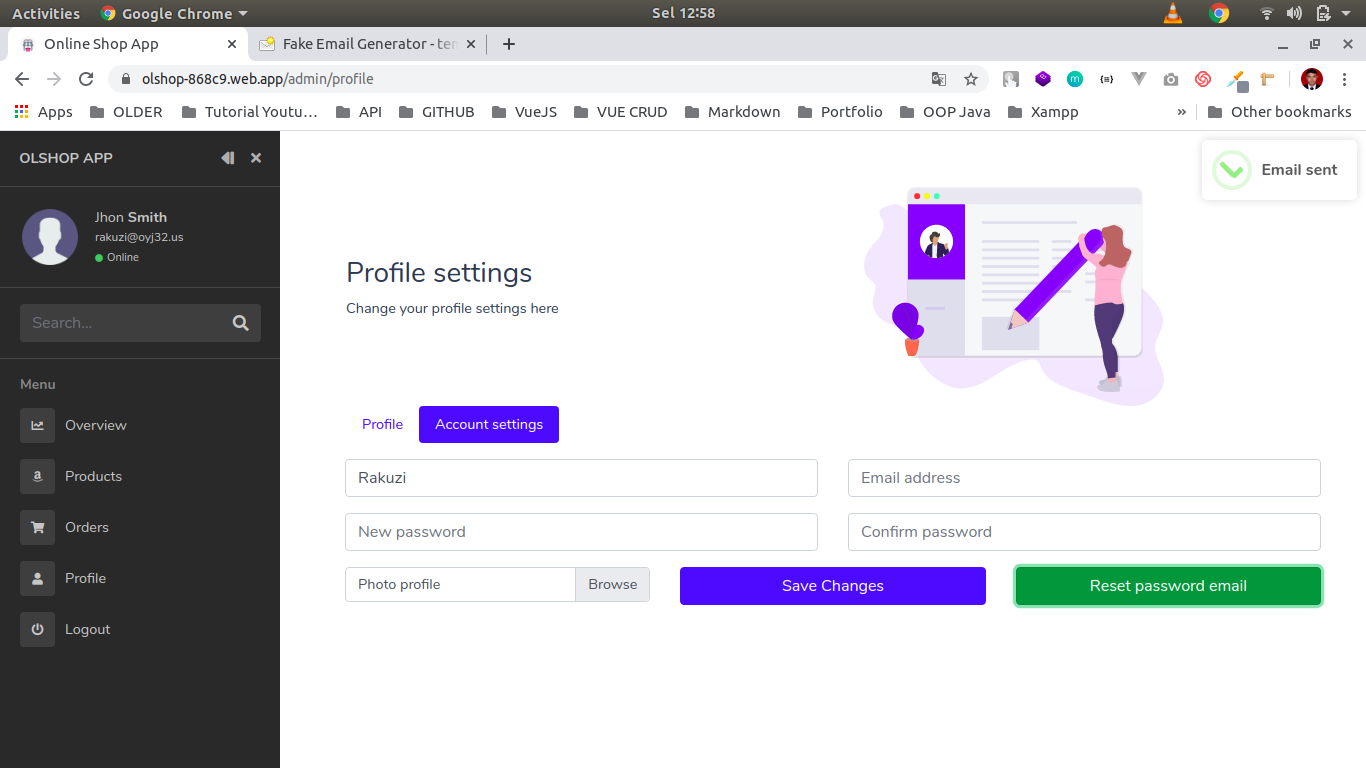 Activities Google Chrome Sel 12:58
Online Shop App Fake Email Generator - ten
olshop-868c9.web.app/admin/profile
Apps OLDER Tutorial Youtu… API GITHUB VueJS VUE CRUD Markdown Portfolio OOP Java Xampp » Other bookmarks
OLSHOP APP
Email sent
Jhon Smith
rakuzi@oyj32.us
Online
Profile settings
Change your profile settings here
Search...
Menu
Overview
Products
Orders
Profile
Logout
Profile Account settings
Rakuzi Email address
New password Confirm password
Photo profile Browse Save Changes Reset password email